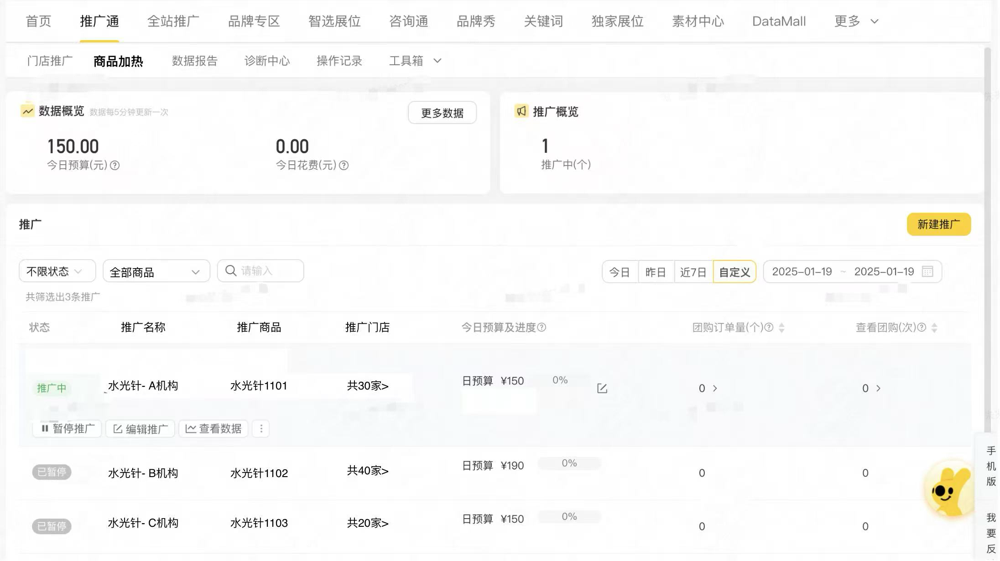 首页 推广通 全站推广 品牌专区 智选展位 咨询通 品牌秀 关键词 独家展位 素材中心 DataMall 更多
门店推广 商品加热 数据报告 诊断中心 操作记录 工具箱
数据概览 数据每5分钟更新一次 更多数据
150.00 0.00
今日预算(元) 今日花费(元)
推广概览
1
推广中(个)
推广 新建推广
不限状态 全部商品 请输入 今日 昨日 近7日 自定义 2025-01-19 ~ 2025-01-19
共筛选出3条推广
状态 推广名称 推广商品 推广门店 今日预算及进度 团购订单量(个) 查看团购(次)
推广中 水光针- A机构 水光针1101 共30家> 日预算 ¥150 0% 0 > 0 >
暂停推广 编辑推广 查看数据
已暂停 水光针- B机构 水光针1102 共40家> 日预算 ¥190 0% 0 0
已暂停 水光针- C机构 水光针1103 共20家> 日预算 ¥150 0% 0 0
手机版
我要反